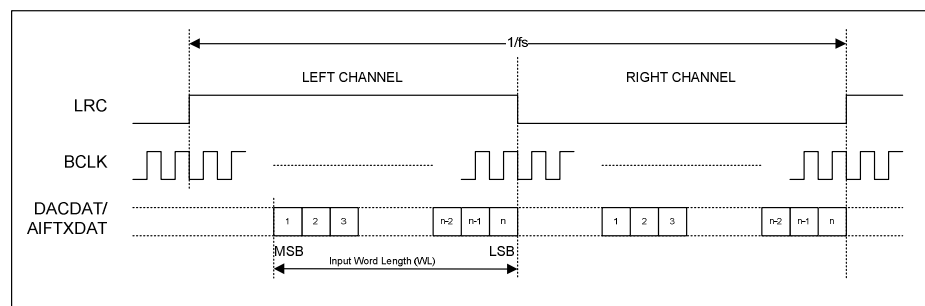 1/fs
LEFT CHANNEL RIGHT CHANNEL
LRC
BCLK
DACDAT/
AIFTXDAT
1 2 3 n-2 n-1 n 1 2 3 n-2 n-1 n
MSB LSB
Input Word Length (WL)